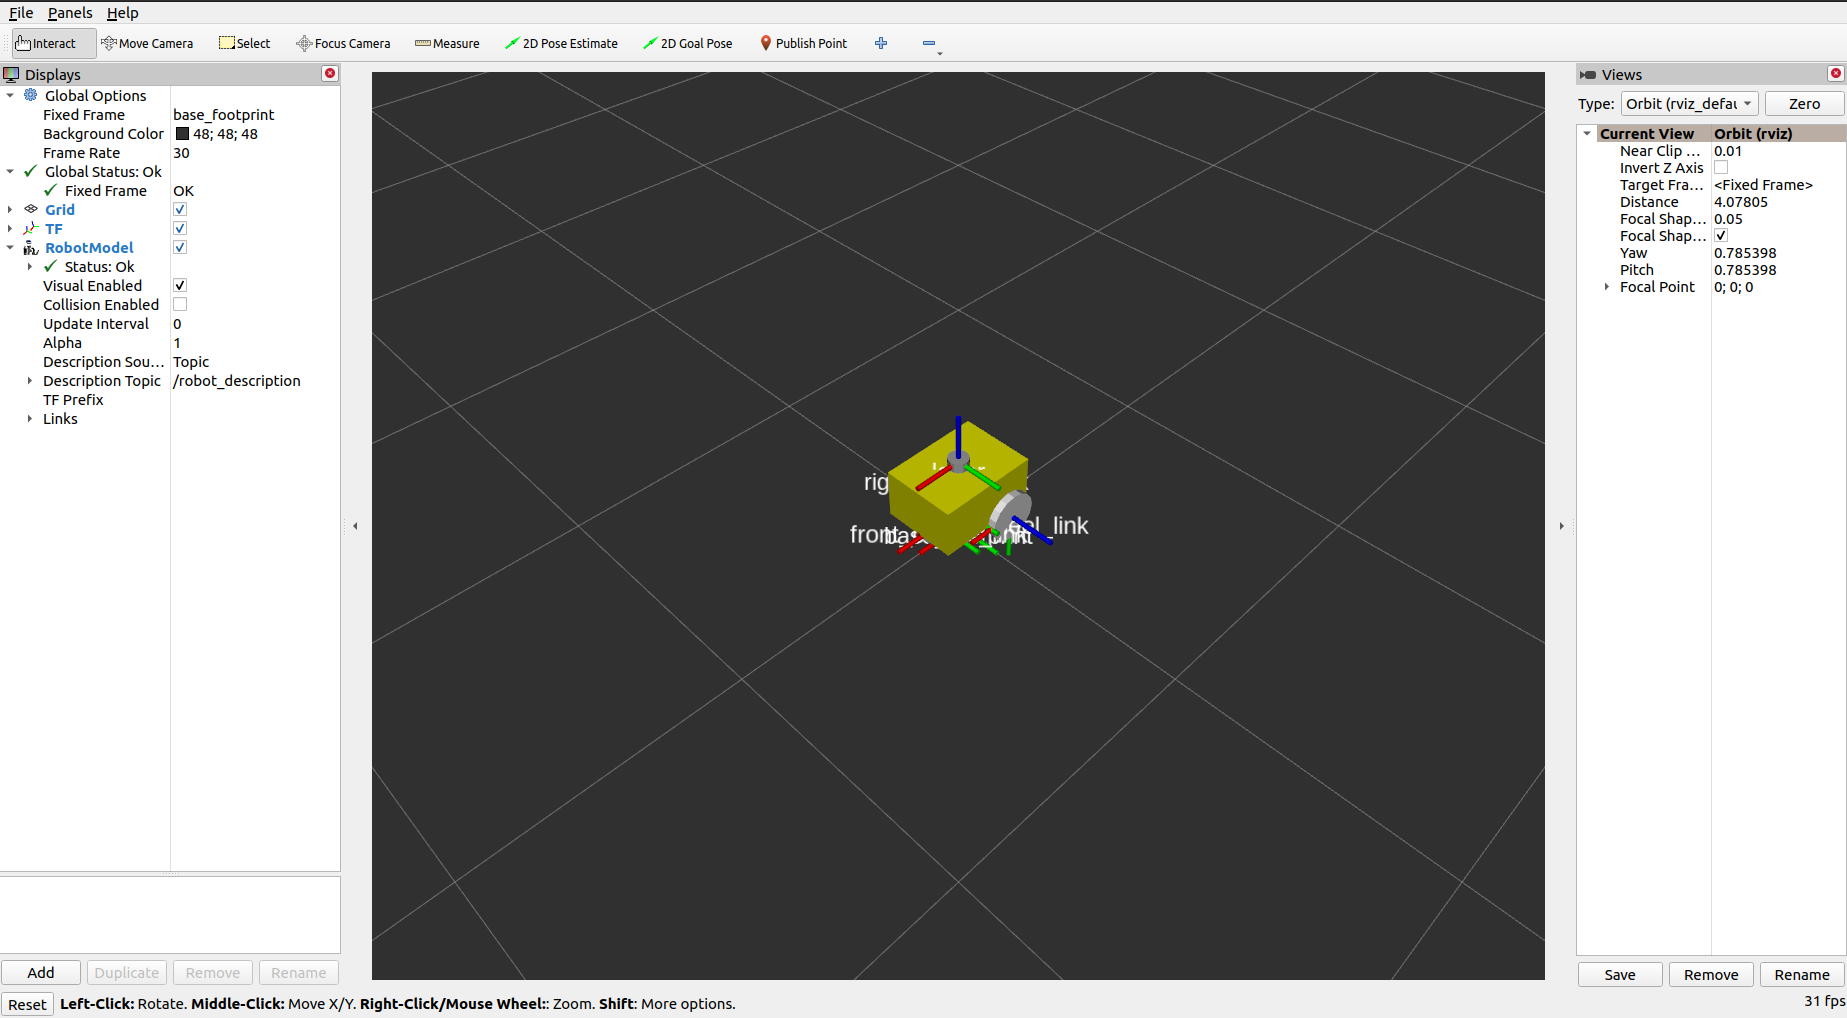 File Panels Help
Interact Move Camera Select Focus Camera Measure 2D Pose Estimate 2D Goal Pose Publish Point
Displays
Global Options
Fixed Frame base_footprint
Background Color 48; 48; 48
Frame Rate 30
Global Status: Ok
Fixed Frame OK
Grid
TF
RobotModel
Status: Ok
Visual Enabled
Collision Enabled
Update Interval 0
Alpha 1
Description Sou... Topic
Description Topic /robot_description
TF Prefix
Links
Add Duplicate Remove Rename
Reset Left-Click: Rotate. Middle-Click: Move X/Y. Right-Click/Mouse Wheel:: Zoom. Shift: More options.
31 fps
Views
Type: Orbit (rviz_defau Zero
Current View Orbit (rviz)
Near Clip ... 0.01
Invert Z Axis
Target Fra... <Fixed Frame>
Distance 4.07805
Focal Shap... 0.05
Focal Shap...
Yaw 0.785398
Pitch 0.785398
Focal Point 0; 0; 0
Save Remove Rename